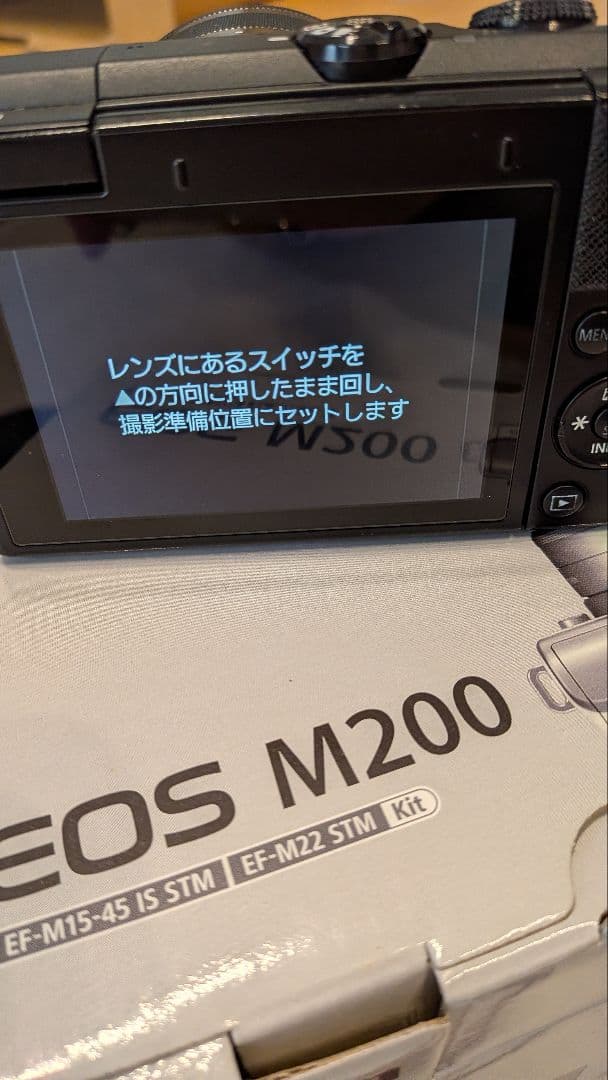 レンズにあるスイッチを
▲の方向に押したまま回し、
撮影準備位置にセットします
MEN
INF
EOS M200
EF-M15-45 IS STM | EF-M22 STM Kit